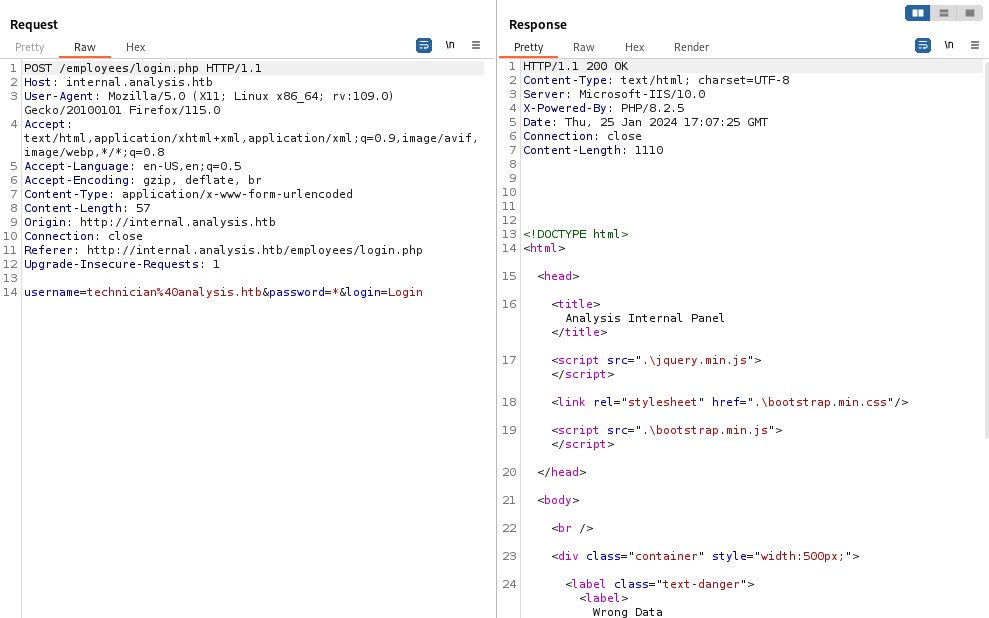 Request
Pretty Raw Hex
\n
1 POST /employees/login.php HTTP/1.1
2 Host: internal.analysis.htb
3 User-Agent: Mozilla/5.0 (X11; Linux x86_64; rv:109.0)
Gecko/20100101 Firefox/115.0
4 Accept:
text/html,application/xhtml+xml,application/xml;q=0.9,image/avif,
image/webp,*/*;q=0.8
5 Accept-Language: en-US,en;q=0.5
6 Accept-Encoding: gzip, deflate, br
7 Content-Type: application/x-www-form-urlencoded
8 Content-Length: 57
9 Origin: http://internal.analysis.htb
10 Connection: close
11 Referer: http://internal.analysis.htb/employees/login.php
12 Upgrade-Insecure-Requests: 1
13
14 username=technician%40analysis.htb&password=*&login=Login
Response
Pretty Raw Hex Render
\n
1 HTTP/1.1 200 OK
2 Content-Type: text/html; charset=UTF-8
3 Server: Microsoft-IIS/10.0
4 X-Powered-By: PHP/8.2.5
5 Date: Thu, 25 Jan 2024 17:07:25 GMT
6 Connection: close
7 Content-Length: 1110
8
9
10
11
12
13 <!DOCTYPE html>
14 <html>
15 <head>
16 <title>
Analysis Internal Panel
</title>
17 <script src=".\jquery.min.js">
</script>
18 <link rel="stylesheet" href=".\bootstrap.min.css"/>
19 <script src=".\bootstrap.min.js">
</script>
20 </head>
21 <body>
22 <br />
23 <div class="container" style="width:500px;">
24 <label class="text-danger">
<label>
Wrong Data